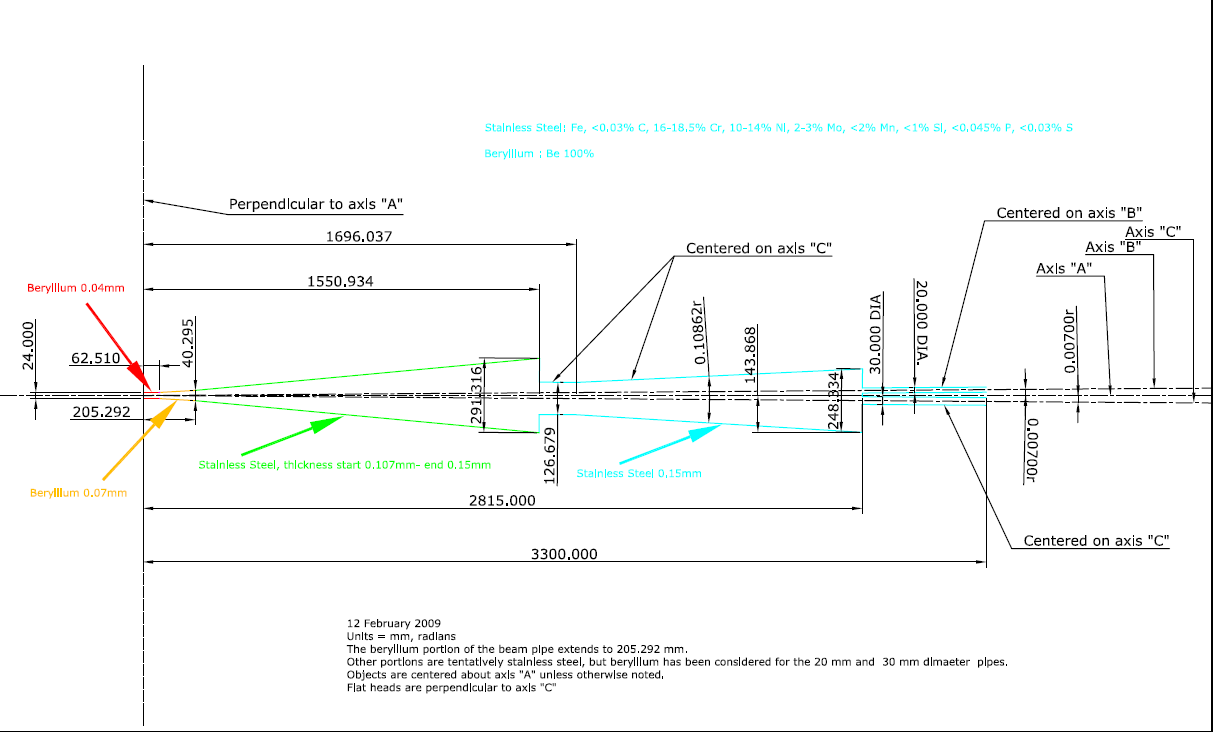 Stainless Steel: Fe, <0.03% C, 16-18.5% Cr, 10-14% Ni, 2-3% Mo, <2% Mn, <1% Si, <0.045% P, <0.03% S
Beryllium : Be 100%
Perpendicular to axis "A"
Centered on axis "B"
Axis "C"
1696.037
Centered on axis "C"
Axis "B"
Axis "A"
1550.934
Beryllium 0.04mm
24.000
62.510
40.295
205.292
291.316
126.679
0.10862r
143.868
248.334
30.000 DIA
20.000 DIA.
0.00700r
0.00700r
Stainless Steel, thickness start 0.107mm- end 0.15mm
Stainless Steel 0.15mm
Beryllium 0.07mm
2815.000
Centered on axis "C"
3300.000
12 February 2009
Units = mm, radians
The beryllium portion of the beam pipe extends to 205.292 mm.
Other portions are tentatively stainless steel, but beryllium has been considered for the 20 mm and 30 mm dimaeter pipes.
Objects are centered about axis "A" unless otherwise noted.
Flat heads are perpendicular to axis "C"